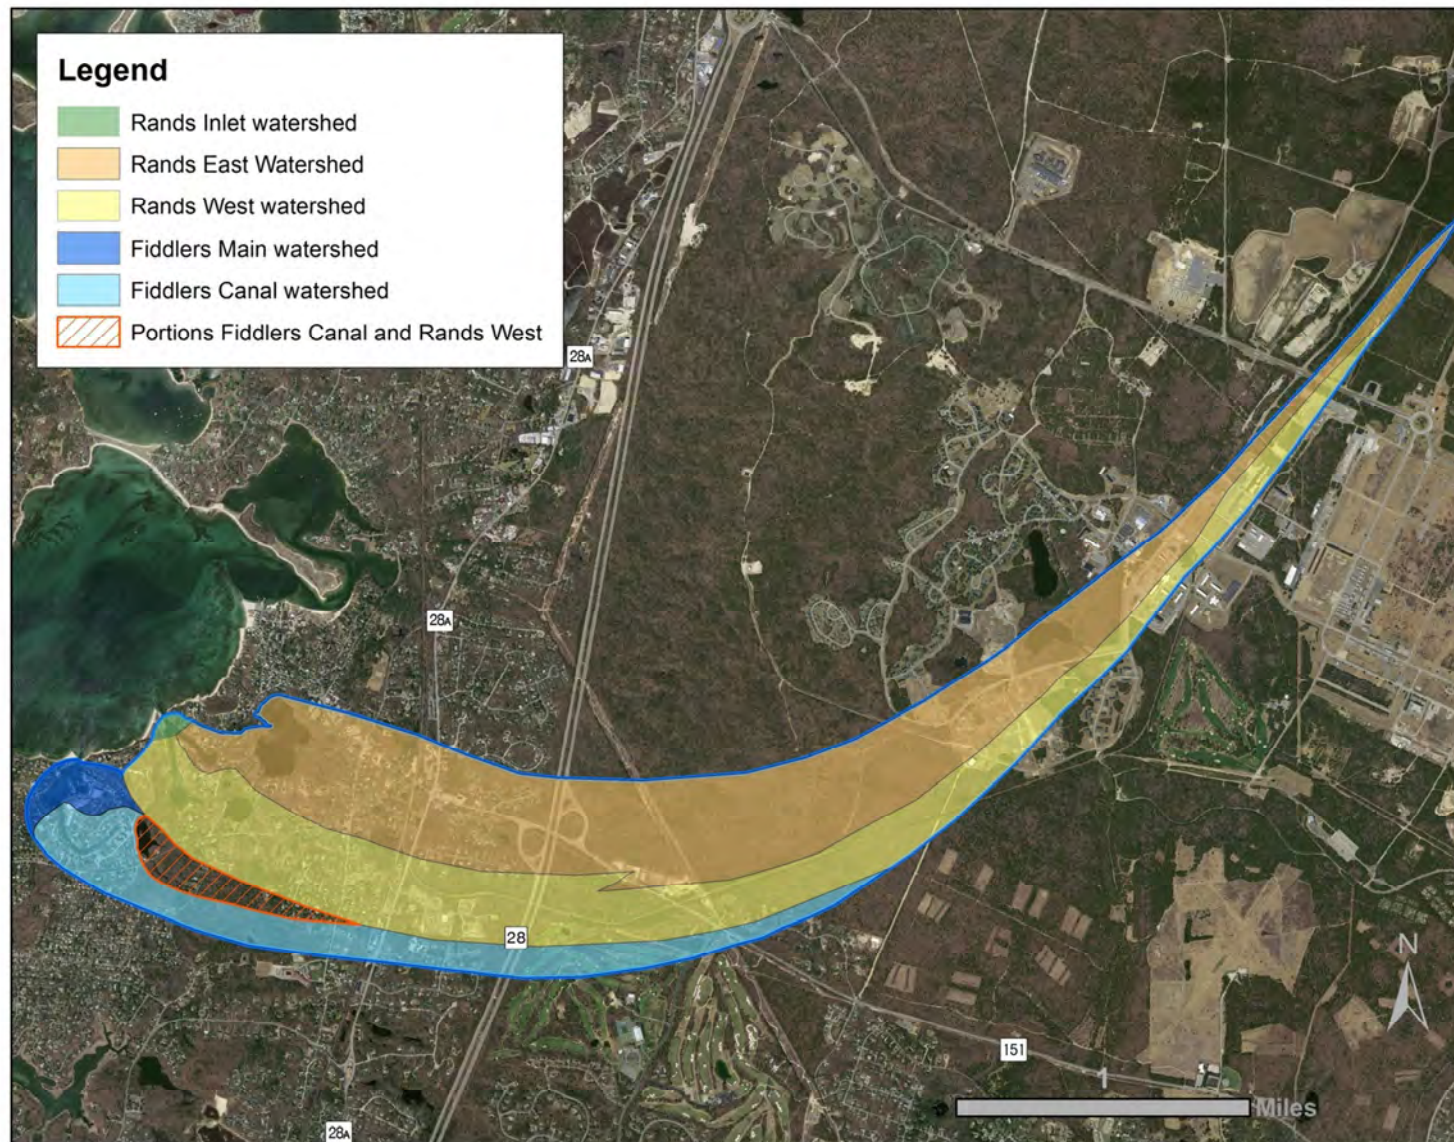 Legend
Rands Inlet watershed
Rands East Watershed
Rands West watershed
Fiddlers Main watershed
Fiddlers Canal watershed
Portions Fiddlers Canal and Rands West
28A
28A
28
N
151
1
Miles
28A